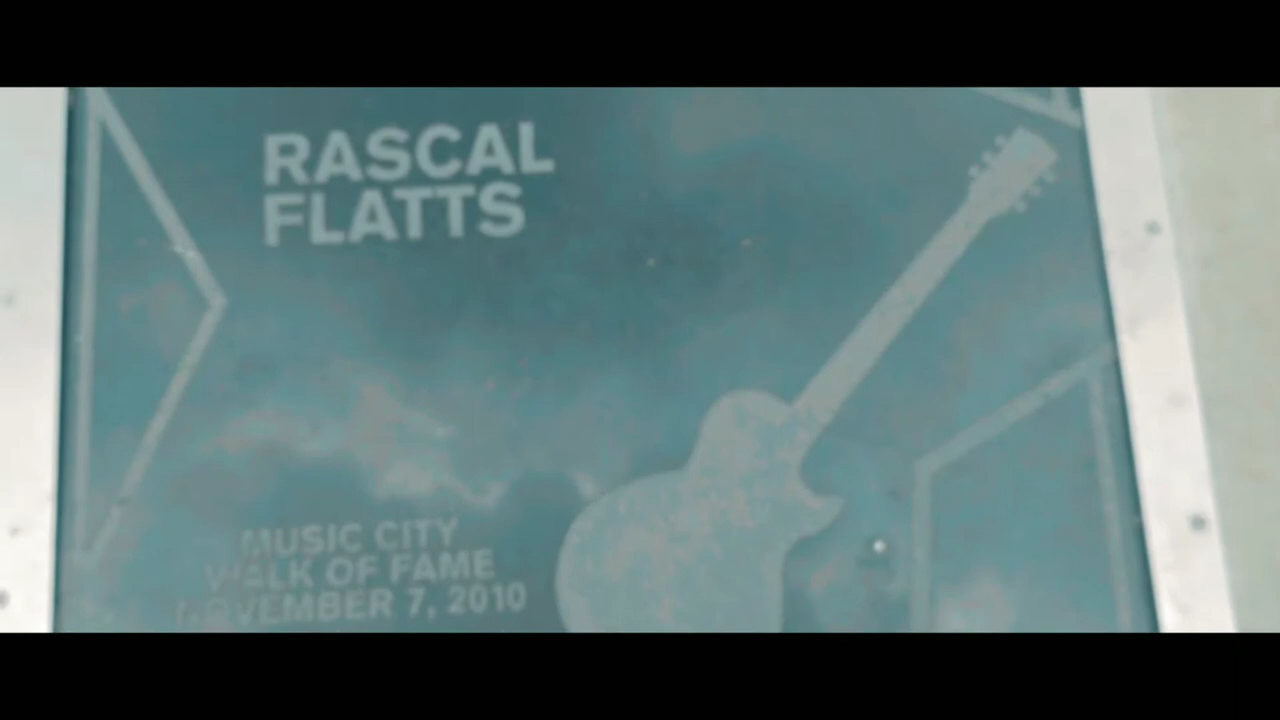 RASCAL
FLATTS
MUSIC CITY
WALK OF FAME
NOVEMBER 7, 2010